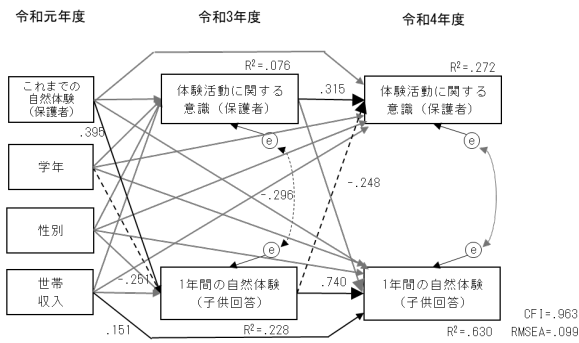 令和元年度
令和3年度
令和4年度
R²=.076
R²=.272
これまでの
自然体験
(保護者)
体験活動に関する
意識（保護者）
.315
体験活動に関する
意識（保護者）
.395
e
e
学年
-.248
-.296
性別
e
e
-.251
世帯
収入
1年間の自然体験
（子供回答）
.740
1年間の自然体験
（子供回答）
CFI=.963
.151
R²=.228
R²=.630
RMSEA=.099